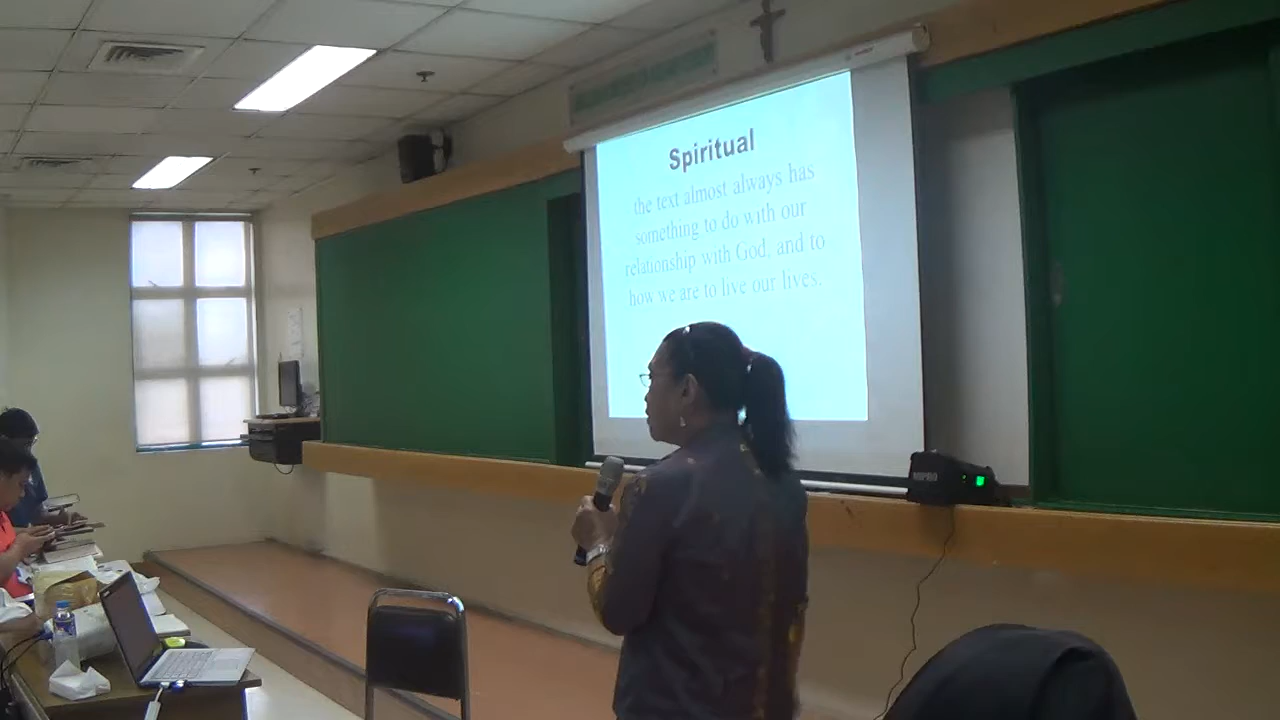 Spiritual
the text almost always has
something to do with our
relationship with God, and to
how we are to live our lives.
MIPRO